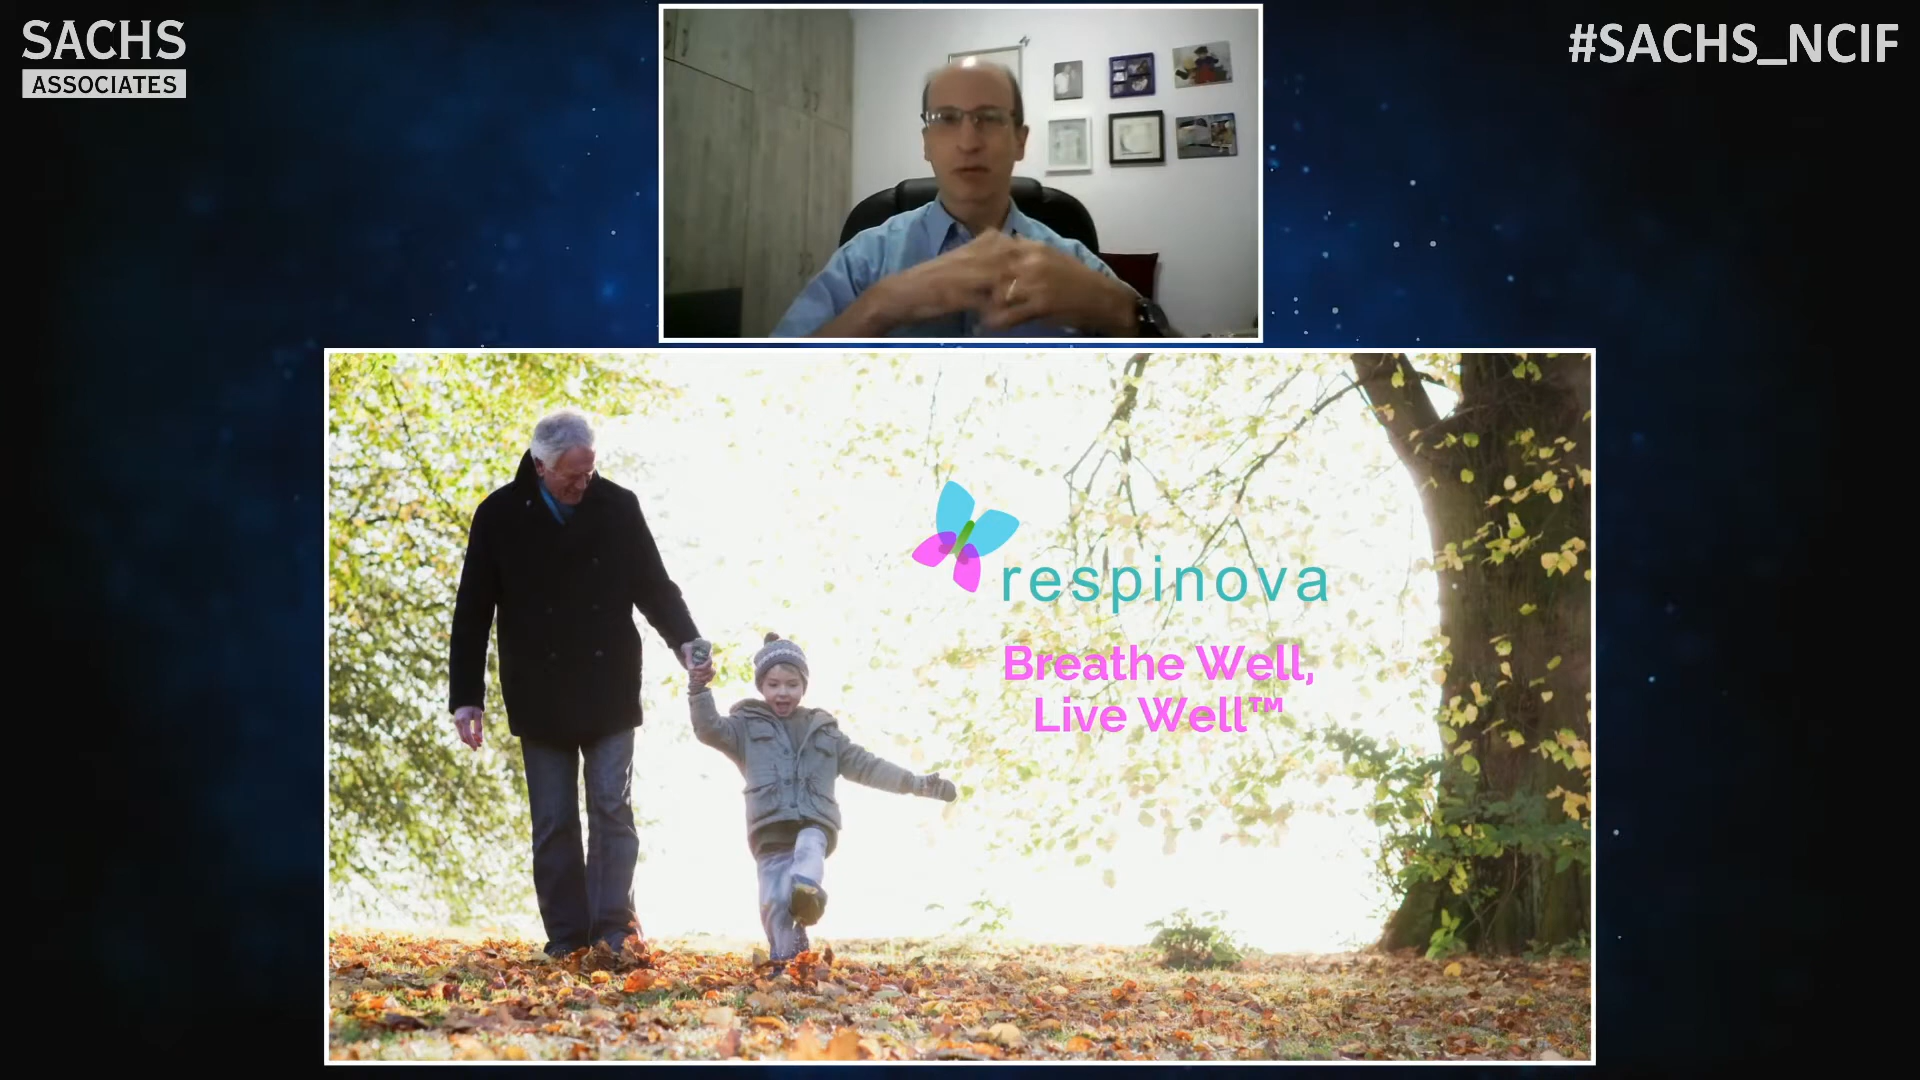 SACHS
ASSOCIATES
#SACHS_NCIF
respinova
Breathe Well,
Live Well™